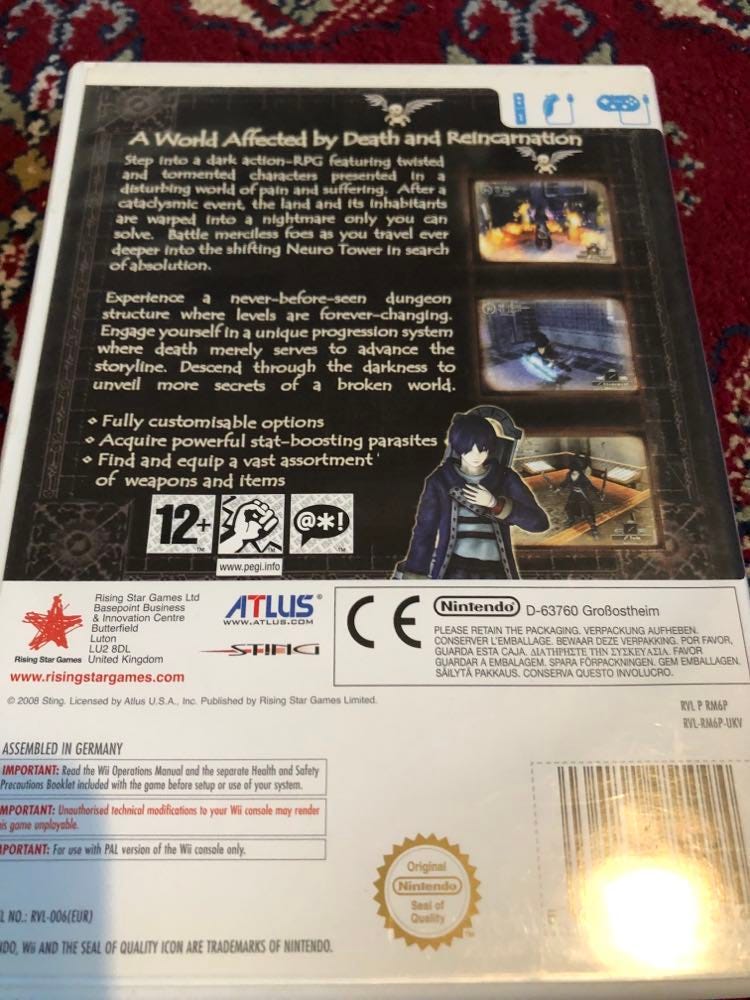 A World Affected by Death and Reincarnation
Step into a dark action-RPG featuring twisted
and tormented characters presented in a
disturbing world of pain and suffering. After a
cataclysmic event, the land and its inhabitants
are warped into a nightmare only you can
solve. Battle merciless foes as you travel ever
deeper into the shifting Neuro Tower in search
of absolution.
Experience a never-before-seen dungeon
structure where levels are forever-changing.
Engage yourself in a unique progression system
where death merely serves to advance the
storyline. Descend through the darkness to
unveil more secrets of a broken world.
⬥ Fully customisable options
⬥ Acquire powerful stat-boosting parasites
⬥ Find and equip a vast assortment
of weapons and items
12+
@*!
www.pegi.info
Rising Star Games
Rising Star Games Ltd
Basepoint Business
& Innovation Centre
Butterfield
Luton
LU2 8DL
United Kingdom
www.risingstargames.com
ATLUS®
WWW.ATLUS.COM
STING
CE
Nintendo® D-63760 Großostheim
PLEASE RETAIN THE PACKAGING. VERPACKUNG AUFHEBEN.
CONSERVER L'EMBALLAGE. BEWAAR DEZE VERPAKKING. POR FAVOR,
GUARDA ESTA CAJA. ΔΙΑΤΗΡΗΣΤΕ ΤΗΝ ΣΥΣΚΕΥΑΣΙΑ. FAVOR
GUARDAR A EMBALAGEM. SPARA FÖRPACKNINGEN. GEM EMBALLAGEN.
SÄILYTÄ PAKKAUS. CONSERVA QUESTO INVOLUCRO.
© 2008 Sting. Licensed by Atlus U.S.A., Inc. Published by Rising Star Games Limited.
RVL P RM6P
RVL-RM6P-UKV
ASSEMBLED IN GERMANY
IMPORTANT: Read the Wii Operations Manual and the separate Health and Safety
Precautions Booklet included with the game before setup or use of your system.
MPORTANT: Unauthorised technical modifications to your Wii console may render
is game unplayable.
PORTANT: For use with PAL version of the Wii console only.
L NO.: RVL-006(EUR)
DO, Wii AND THE SEAL OF QUALITY ICON ARE TRADEMARKS OF NINTENDO.
Original
Nintendo
Seal of
Quality
TM